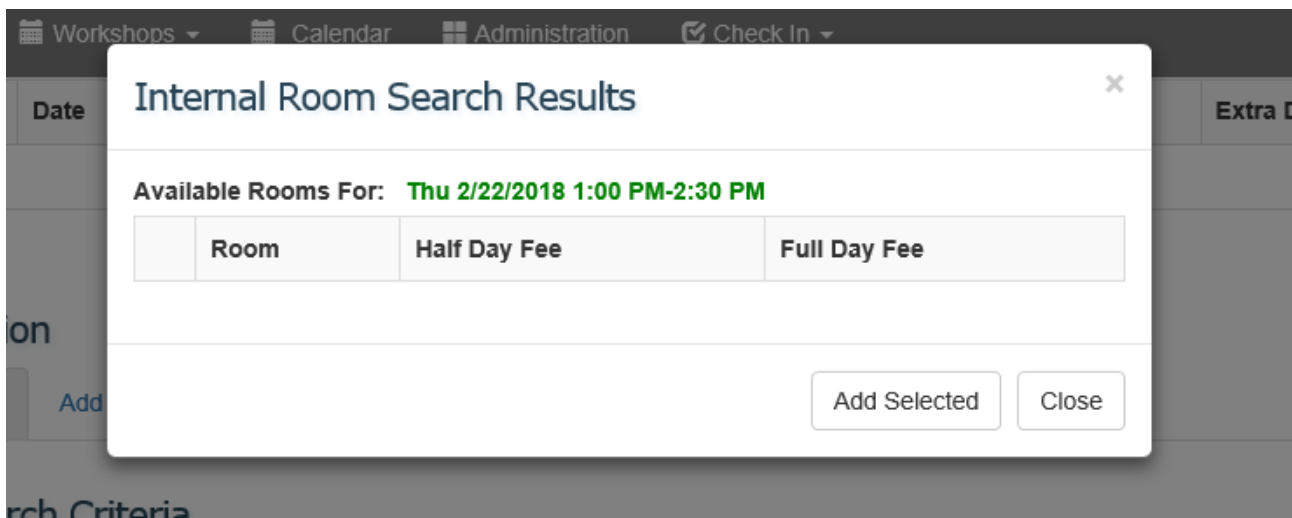 Workshops Calendar Administration Check In
Internal Room Search Results ×
Date
Extra
Available Rooms For: Thu 2/22/2018 1:00 PM-2:30 PM
Room Half Day Fee Full Day Fee
ion
Add
Add Selected Close
rch Criteria